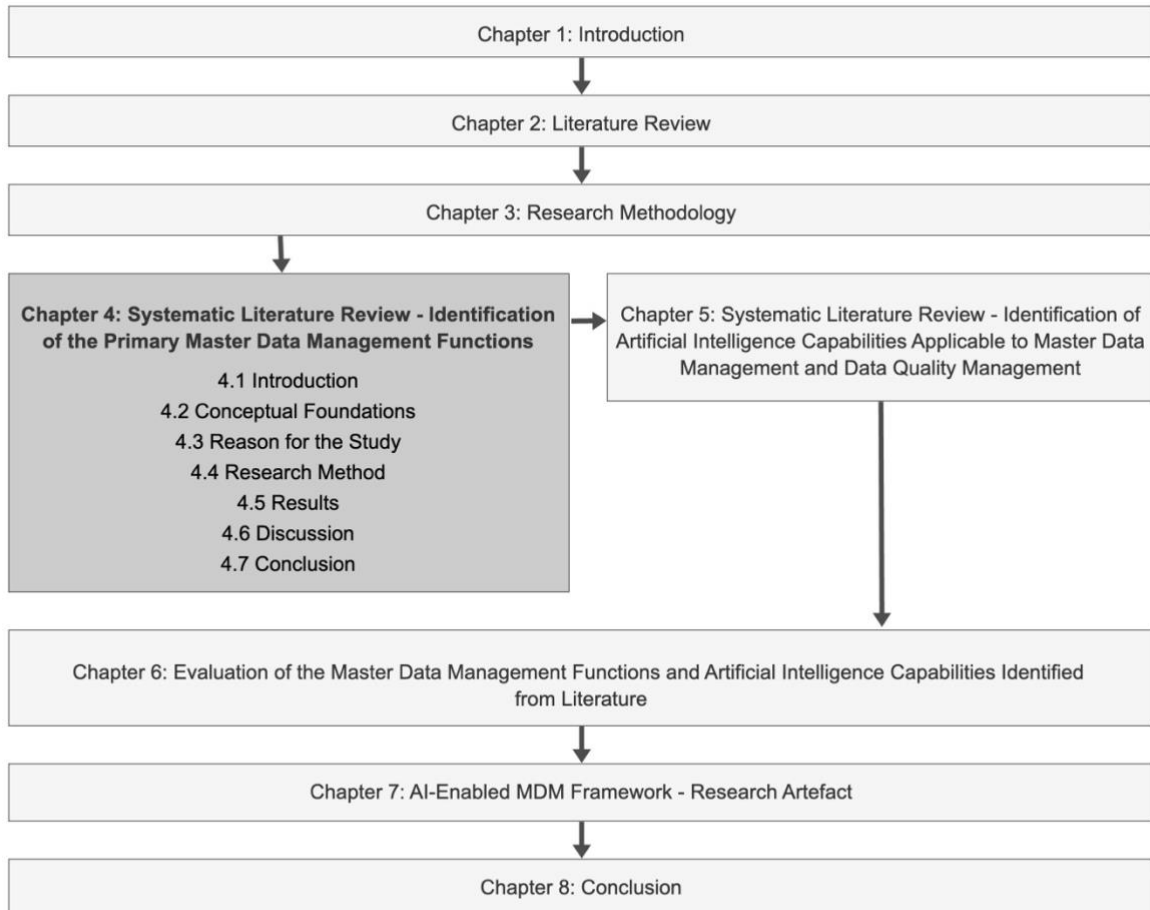 Chapter 1: Introduction
Chapter 2: Literature Review
Chapter 3: Research Methodology
Chapter 4: Systematic Literature Review - Identification
of the Primary Master Data Management Functions
4.1 Introduction
4.2 Conceptual Foundations
4.3 Reason for the Study
4.4 Research Method
4.5 Results
4.6 Discussion
4.7 Conclusion
Chapter 5: Systematic Literature Review - Identification of
Artificial Intelligence Capabilities Applicable to Master Data
Management and Data Quality Management
Chapter 6: Evaluation of the Master Data Management Functions and Artificial Intelligence Capabilities Identified
from Literature
Chapter 7: AI-Enabled MDM Framework - Research Artefact
Chapter 8: Conclusion